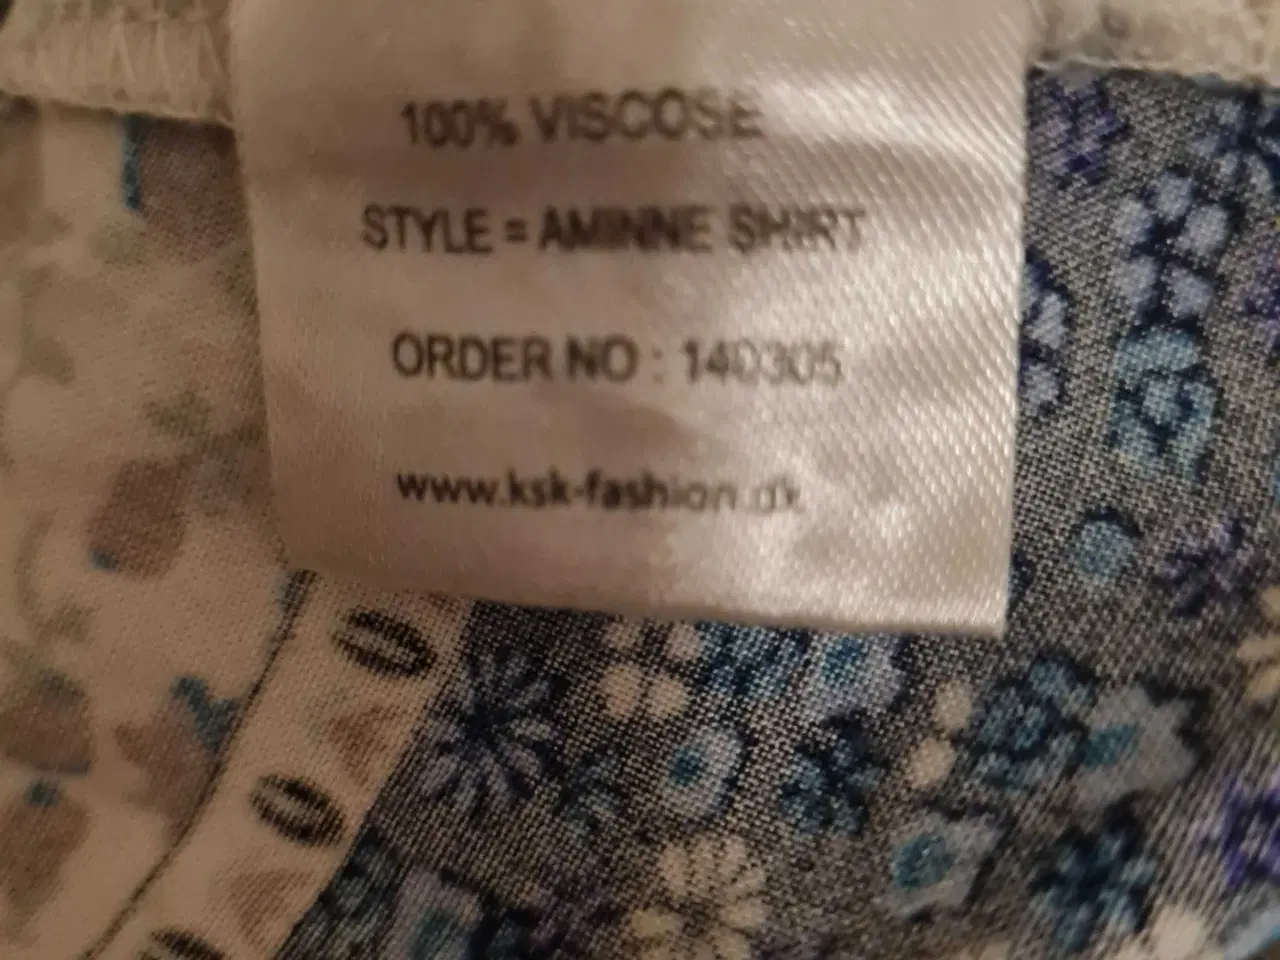 100% VISCOSE
STYLE = AMINNE SHIRT
ORDER NO : 140305
www.ksk-fashion.dk